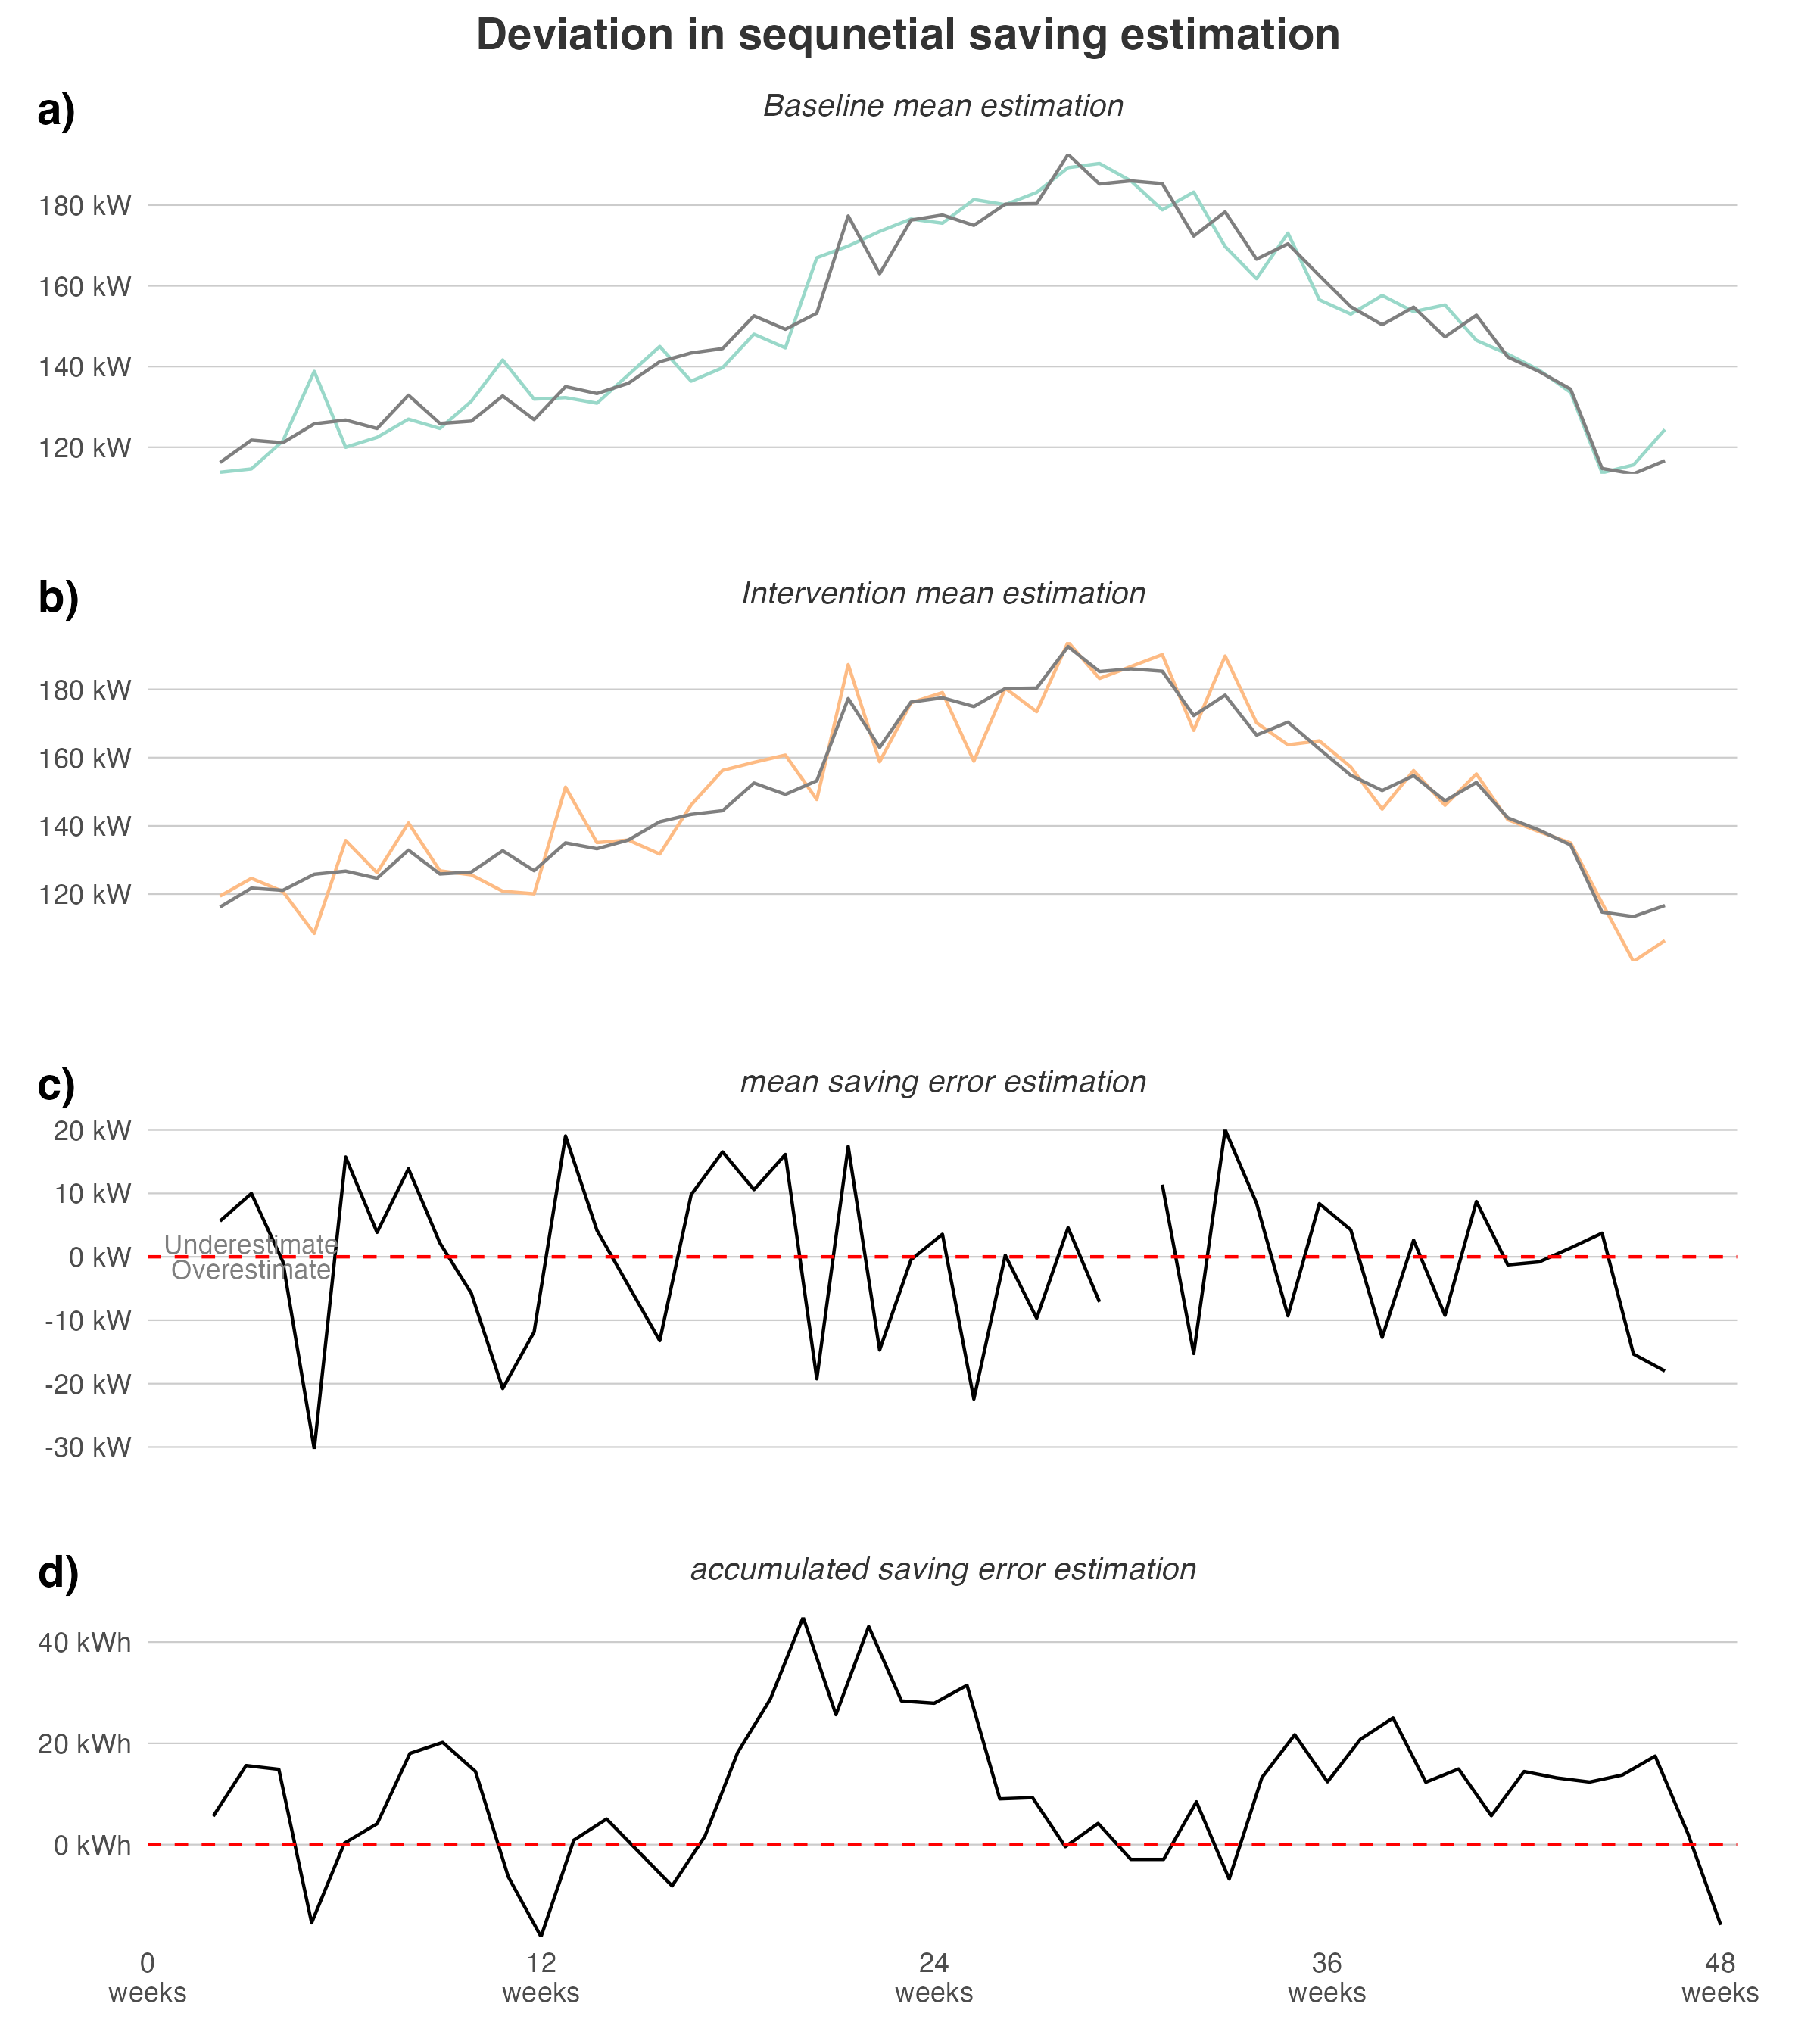 Deviation in sequnetial saving estimation
a)
Baseline mean estimation
180 kW
160 kW
140 kW
120 kW
b)
Intervention mean estimation
180 kW
160 kW
140 kW
120 kW
c)
mean saving error estimation
20 kW
10 kW
Underestimate
0 kW
Overestimate
-10 kW
-20 kW
-30 kW
d)
accumulated saving error estimation
40 kWh
20 kWh
0 kWh
0 12 24 36 48
weeks weeks weeks weeks weeks